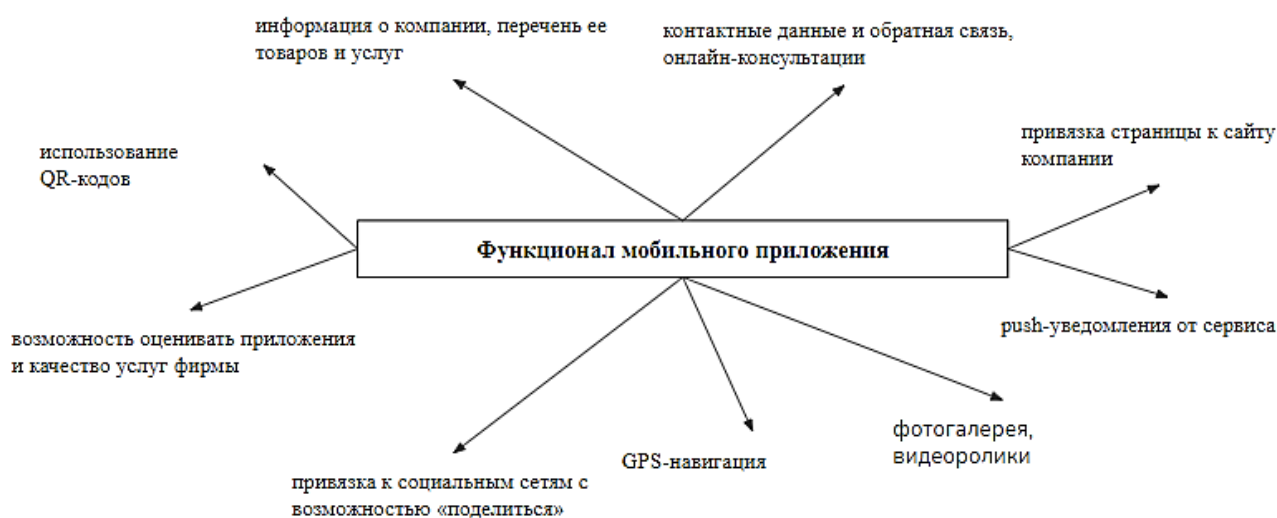 информация о компании, перечень ее
товаров и услуг
контактные данные и обратная связь,
онлайн-консультации
привязка страницы к сайту
компании
использование
QR-кодов
Функционал мобильного приложения
push-уведомления от сервиса
возможность оценивать приложения
и качество услуг фирмы
фотогалерея,
видеоролики
GPS-навигация
привязка к социальным сетям с
возможностью «поделиться»